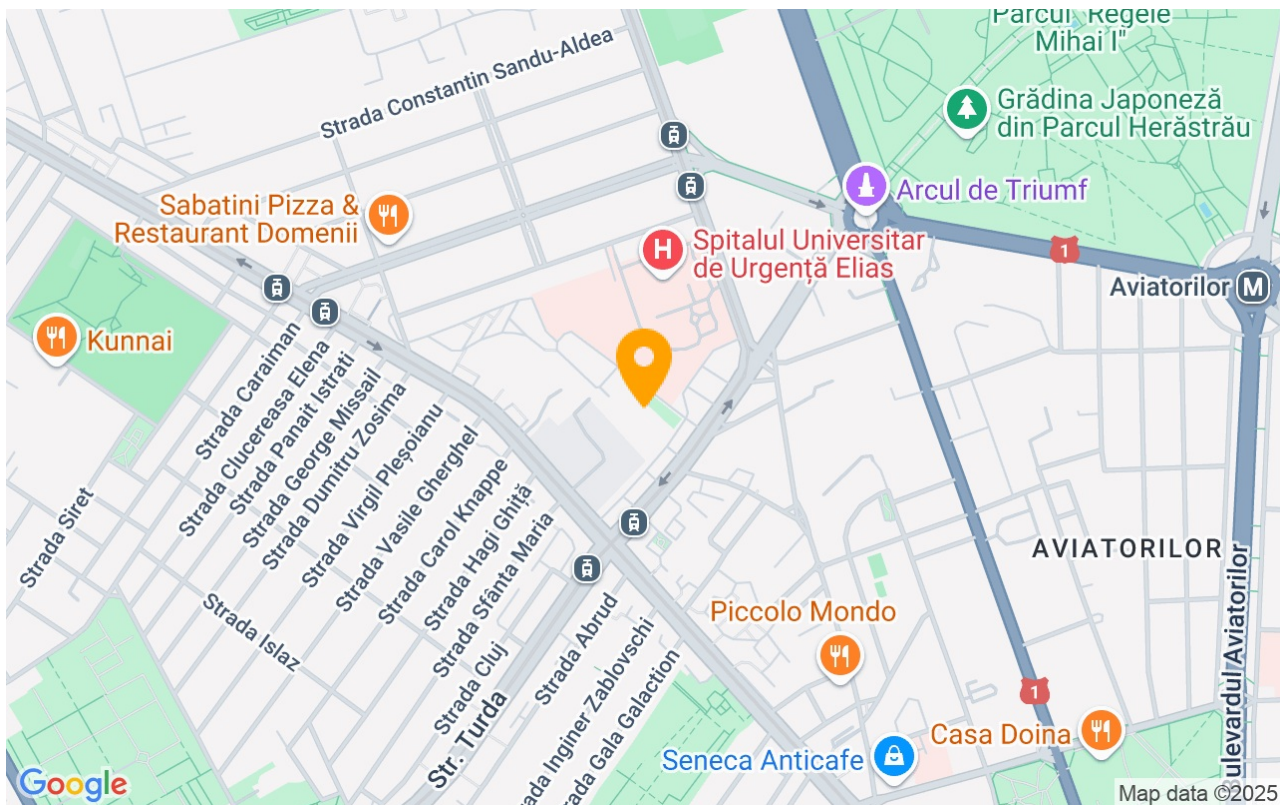 Parcul "Regele
Mihai I"
Grădina Japoneză
din Parcul Herăstrău
Strada Constantin Sandu-Aldea
Arcul de Triumf
Sabatini Pizza &
Restaurant Domenii
H
Spitalul Universitar
de Urgență Elias
1
Aviatorilor
M
Kunnai
Strada Caraiman
Strada Clucereasa Elena
Strada Panait Istrati
Strada George Missail
Strada Dumitru Zosima
Strada Virgil Pleșoianu
Strada Vasile Gherghel
Strada Carol Knappe
Strada Hagi Ghiță
Strada Sfânta Maria
Strada Cluj
Strada Siret
Strada Islaz
Str. Turda
Strada Abrud
Strada Inginer Zablovschi
Strada Gala Galaction
AVIATORILOR
Bulevardul Aviatorilor
Piccolo Mondo
1
Casa Doina
Seneca Anticafe
Google
Map data ©2025